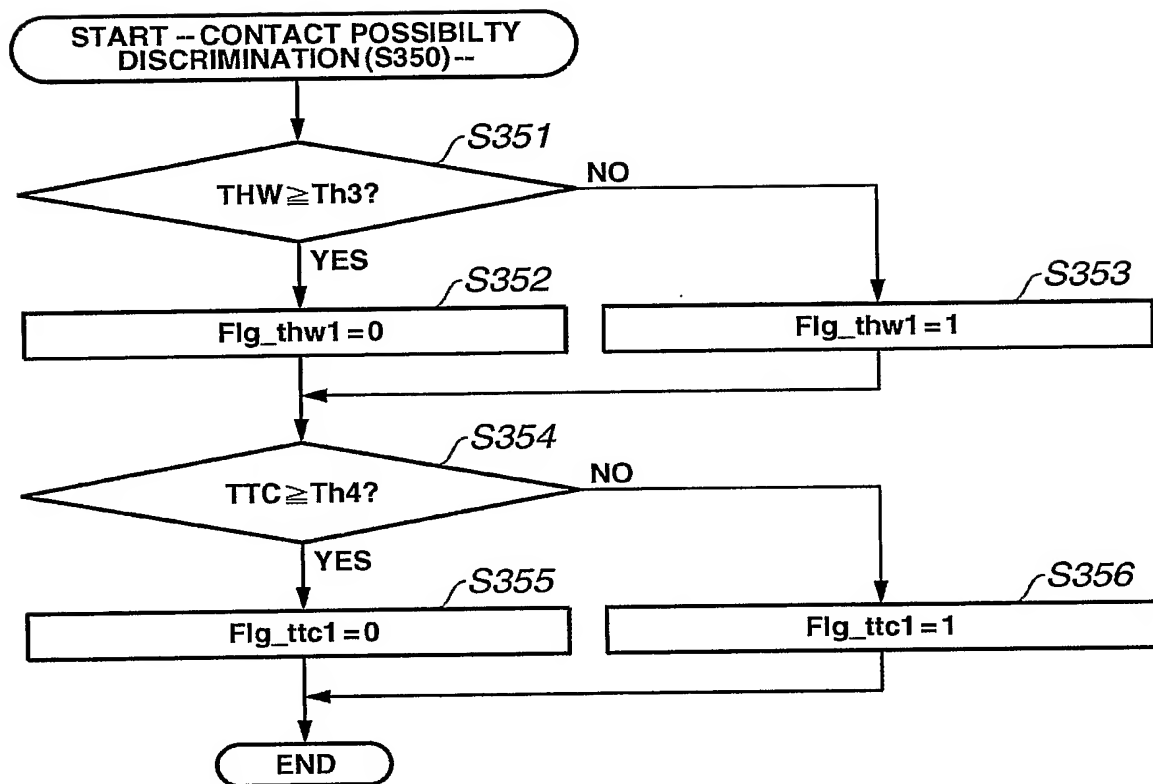 START -- CONTACT POSSIBILTY
DISCRIMINATION (S350) --
S351
THW ≧ Th3?
NO
YES
S352
Flg_thw1 = 0
S353
Flg_thw1 = 1
S354
TTC ≧ Th4?
NO
YES
S355
Flg_ttc1 = 0
S356
Flg_ttc1 = 1
END